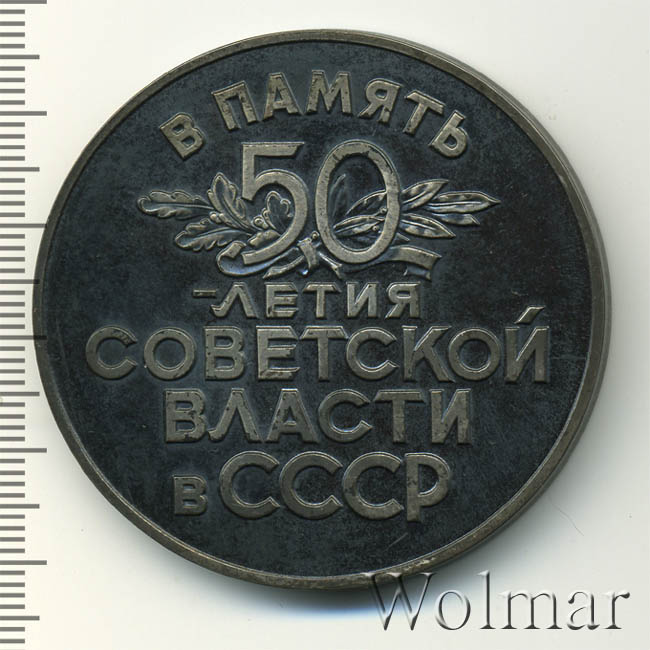 В ПАМЯТЬ
50
-ЛЕТИЯ
СОВЕТСКОЙ
ВЛАСТИ
в СССР
Wolmar